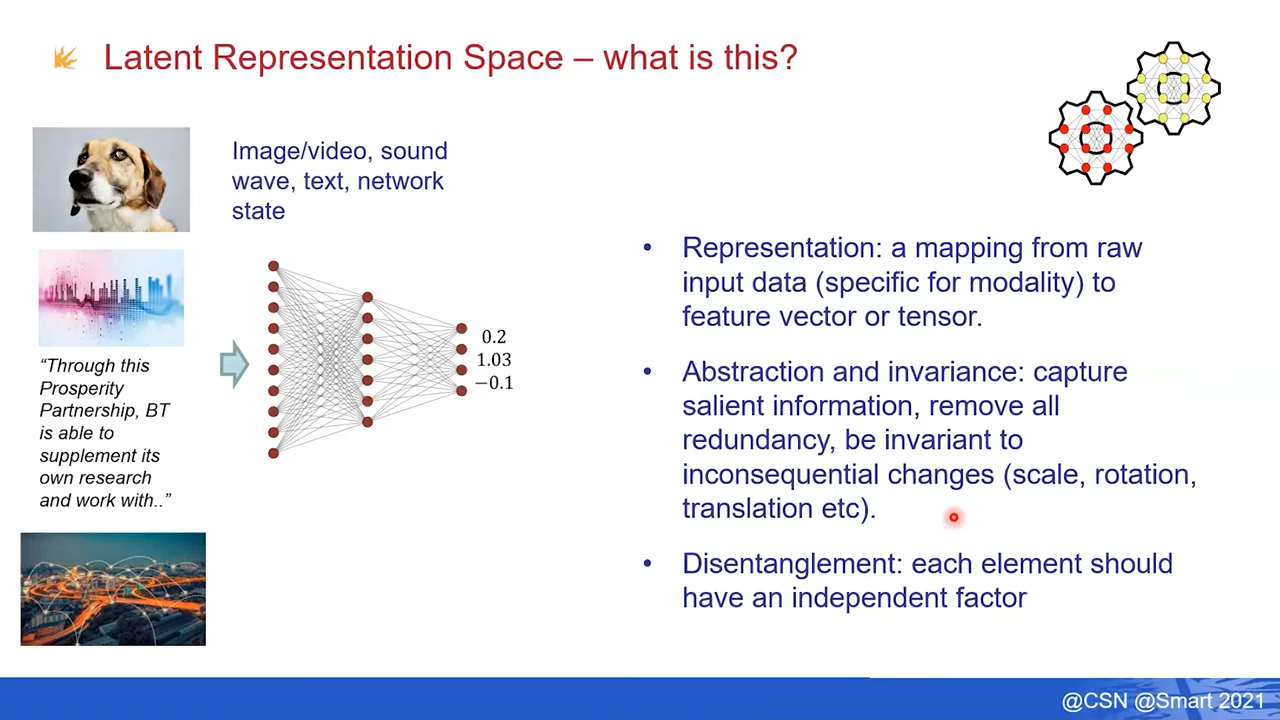 Latent Representation Space – what is this?
Image/video, sound
wave, text, network
state
“Through this
Prosperity
Partnership, BT
is able to
supplement its
own research
and work with..”
0.2
1.03
−0.1
• Representation: a mapping from raw
input data (specific for modality) to
feature vector or tensor.
• Abstraction and invariance: capture
salient information, remove all
redundancy, be invariant to
inconsequential changes (scale, rotation,
translation etc).
• Disentanglement: each element should
have an independent factor
@CSN @Smart 2021